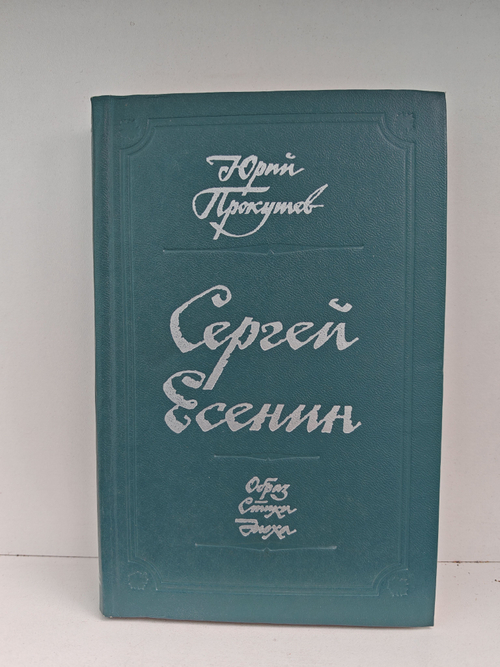 Юрий
Прокушев
Сергей
Есенин
Образ
Стихи
Эпоха